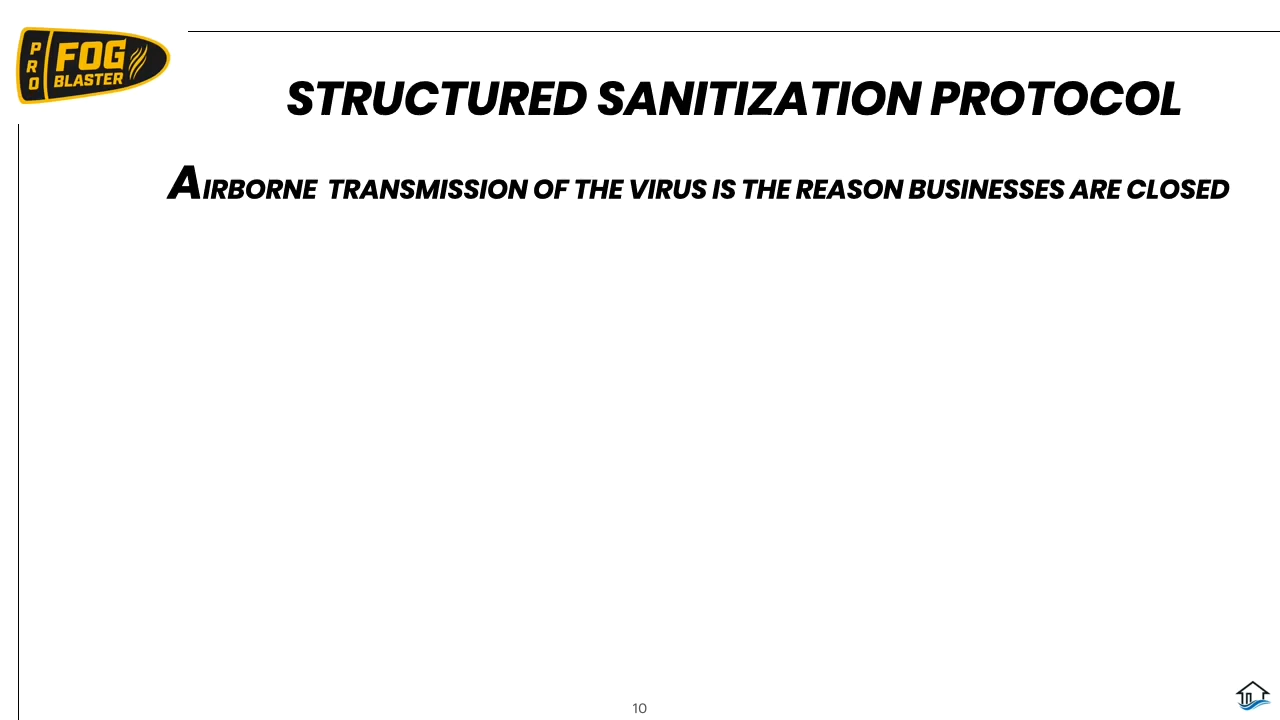 PRO
FOG
BLASTER
STRUCTURED SANITIZATION PROTOCOL
AIRBORNE TRANSMISSION OF THE VIRUS IS THE REASON BUSINESSES ARE CLOSED
10